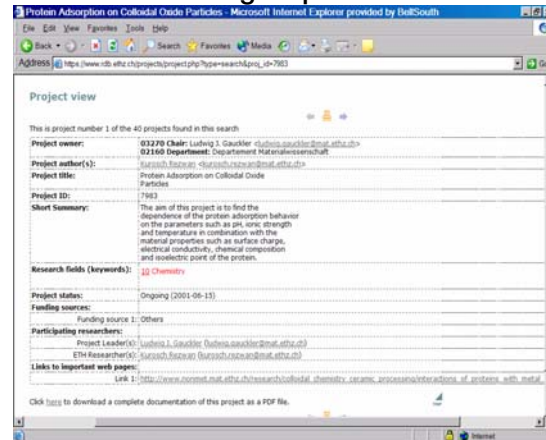 Protein Adsorption on Colloidal Oxide Particles - Microsoft Internet Explorer provided by BellSouth
File Edit View Favorites Tools Help
Back Search Favorites Media
Address https://www.rdb.ethz.ch/projects/project.php?type=search&proj_id=7983
Project view
This is project number 1 of the 40 projects found in this search
Project owner: 03270 Chair: Ludwig J. Gauckler <ludwig.gauckler@mat.ethz.ch>
02160 Department: Departement Materialwissenschaft
Project author(s): Kurosch Rezwan <kurosch.rezwan@mat.ethz.ch>
Project title: Protein Adsorption on Colloidal Oxide
Particles
Project ID: 7983
Short Summary: The aim of this project is to find the
dependence of the protein adsorption behavior
on the parameters such as pH, ionic strength
and temperature in combination with the
material properties such as surface charge,
electrical conductivity, chemical composition
and isoelectric point of the protein.
Research fields (keywords): 10 Chemistry
Project status: Ongoing (2001-06-15)
Funding sources:
Funding source 1: Others
Participating researchers:
Project Leader(s): Ludwig J. Gauckler (ludwig.gauckler@mat.ethz.ch)
ETH Researcher(s): Kurosch Rezwan (kurosch.rezwan@mat.ethz.ch)
Links to important web pages:
Link 1: http://www.nonmet.mat.ethz.ch/research/colloidal_chemistry_ceramic_processing/interactions_of_proteins_with_metal_
Click here to download a complete documentation of this project as a PDF file.
Internet